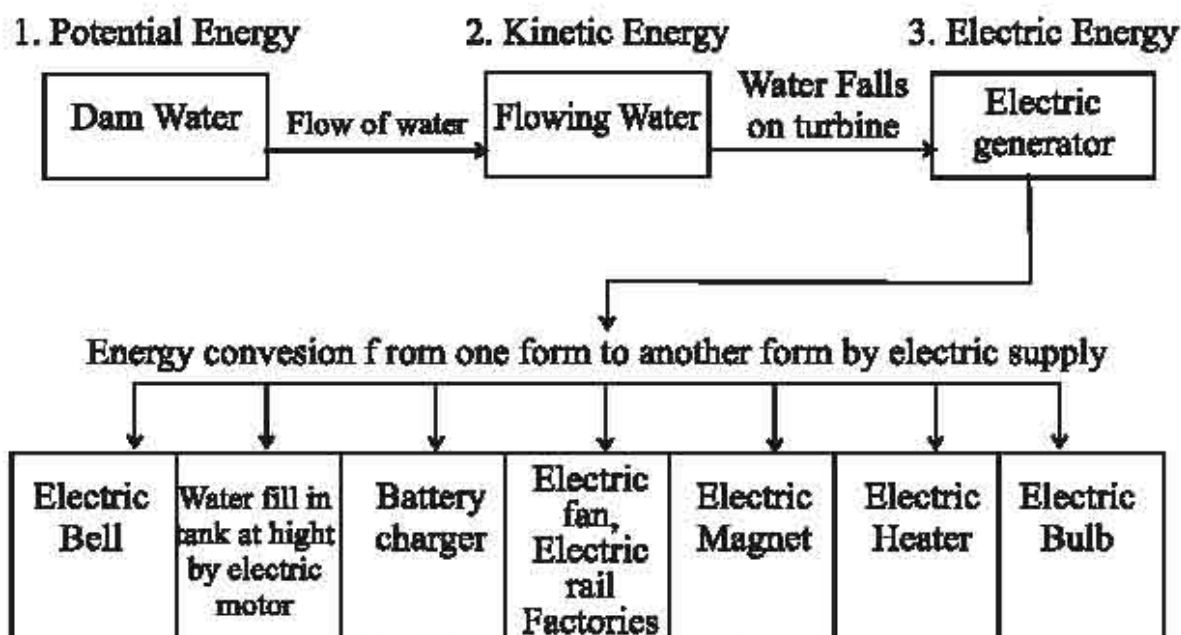 1. Potential Energy
2. Kinetic Energy
3. Electric Energy
Dam Water
Flow of water
Flowing Water
Water Falls
on turbine
Electric
generator
Energy convesion f rom one form to another form by electric supply
Electric
Bell
Water fill in
tank at hight
by electric
motor
Battery
charger
Electric
fan,
Electric
rail
Factories
Electric
Magnet
Electric
Heater
Electric
Bulb